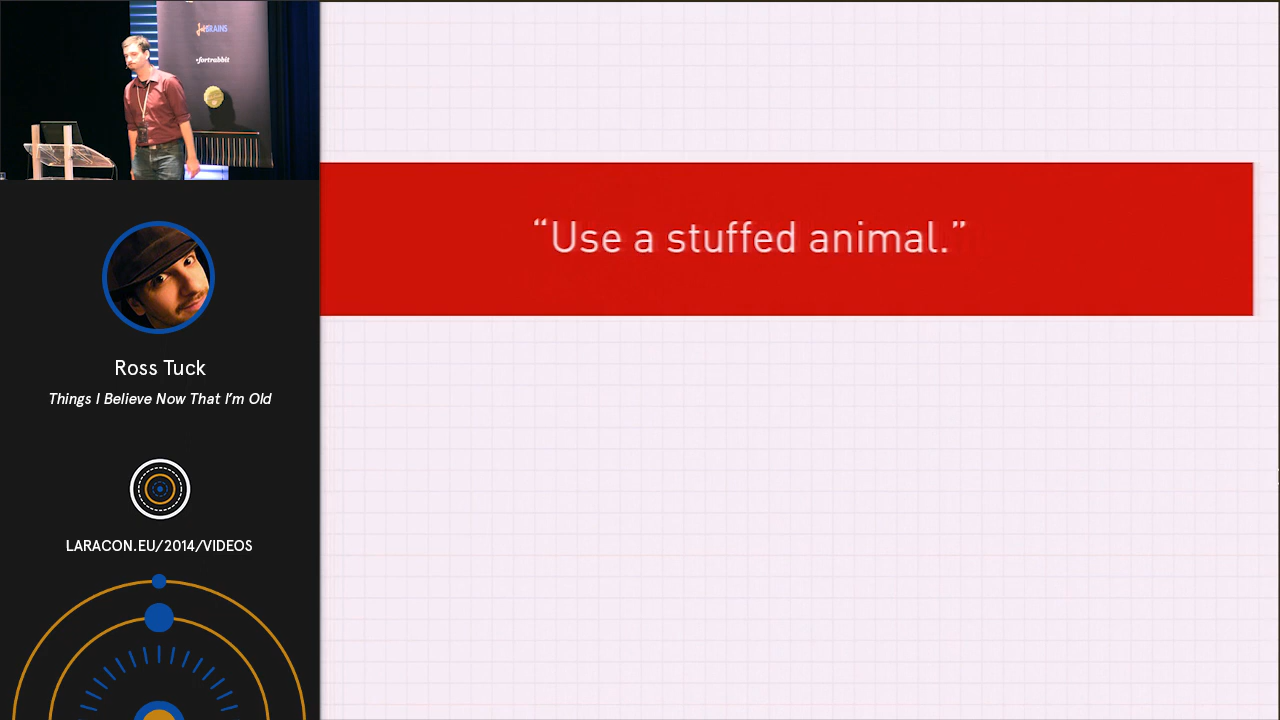 •fortrabbit
“Use a stuffed animal.”
Ross Tuck
Things I Believe Now That I’m Old
LARACON.EU/2014/VIDEOS